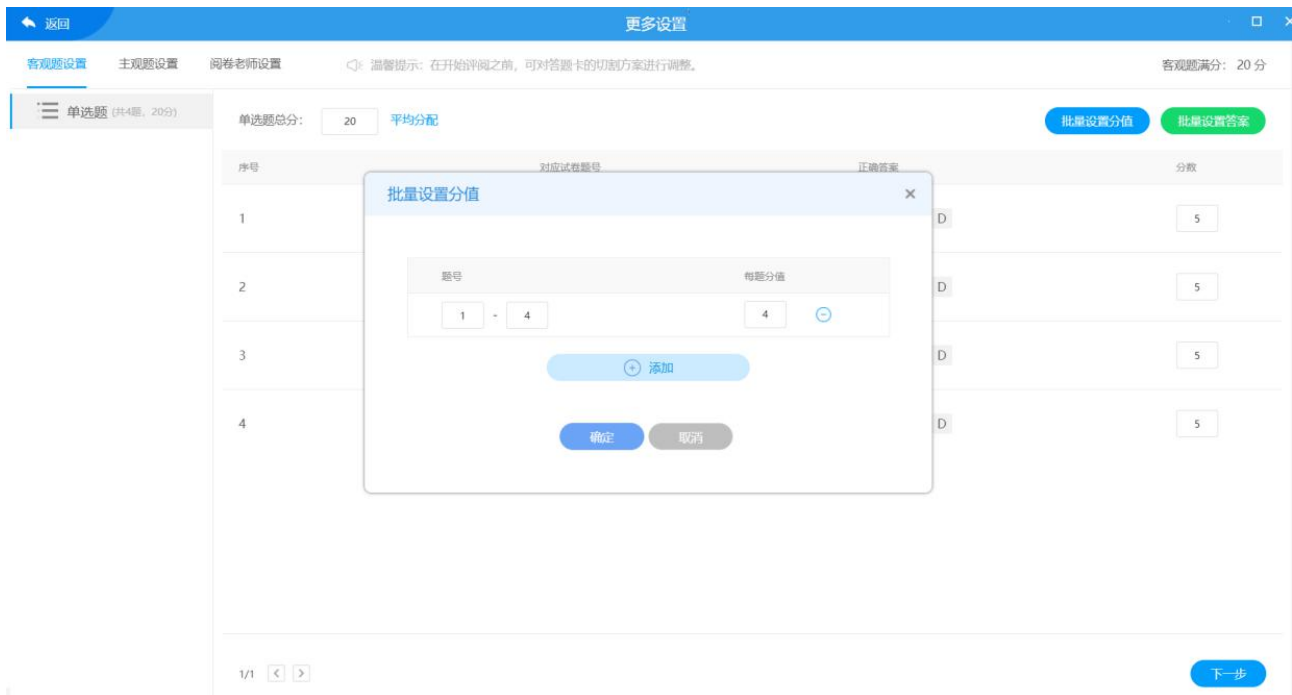 返回 更多设置
客观题设置 主观题设置 阅卷老师设置 温馨提示：在开始评阅之前，可对答题卡的切割方案进行调整。 客观题满分： 20 分
单选题 (共4题，20分) 单选题总分： 20 平均分配 批量设置分值 批量设置答案
序号 对应试卷题号 正确答案 分数
批量设置分值 ×
1 D 5
题号 每题分值
2 D 5
1 - 4 4
3 D 5
添加
4 D 5
确定 取消
1/1 < > 下一步